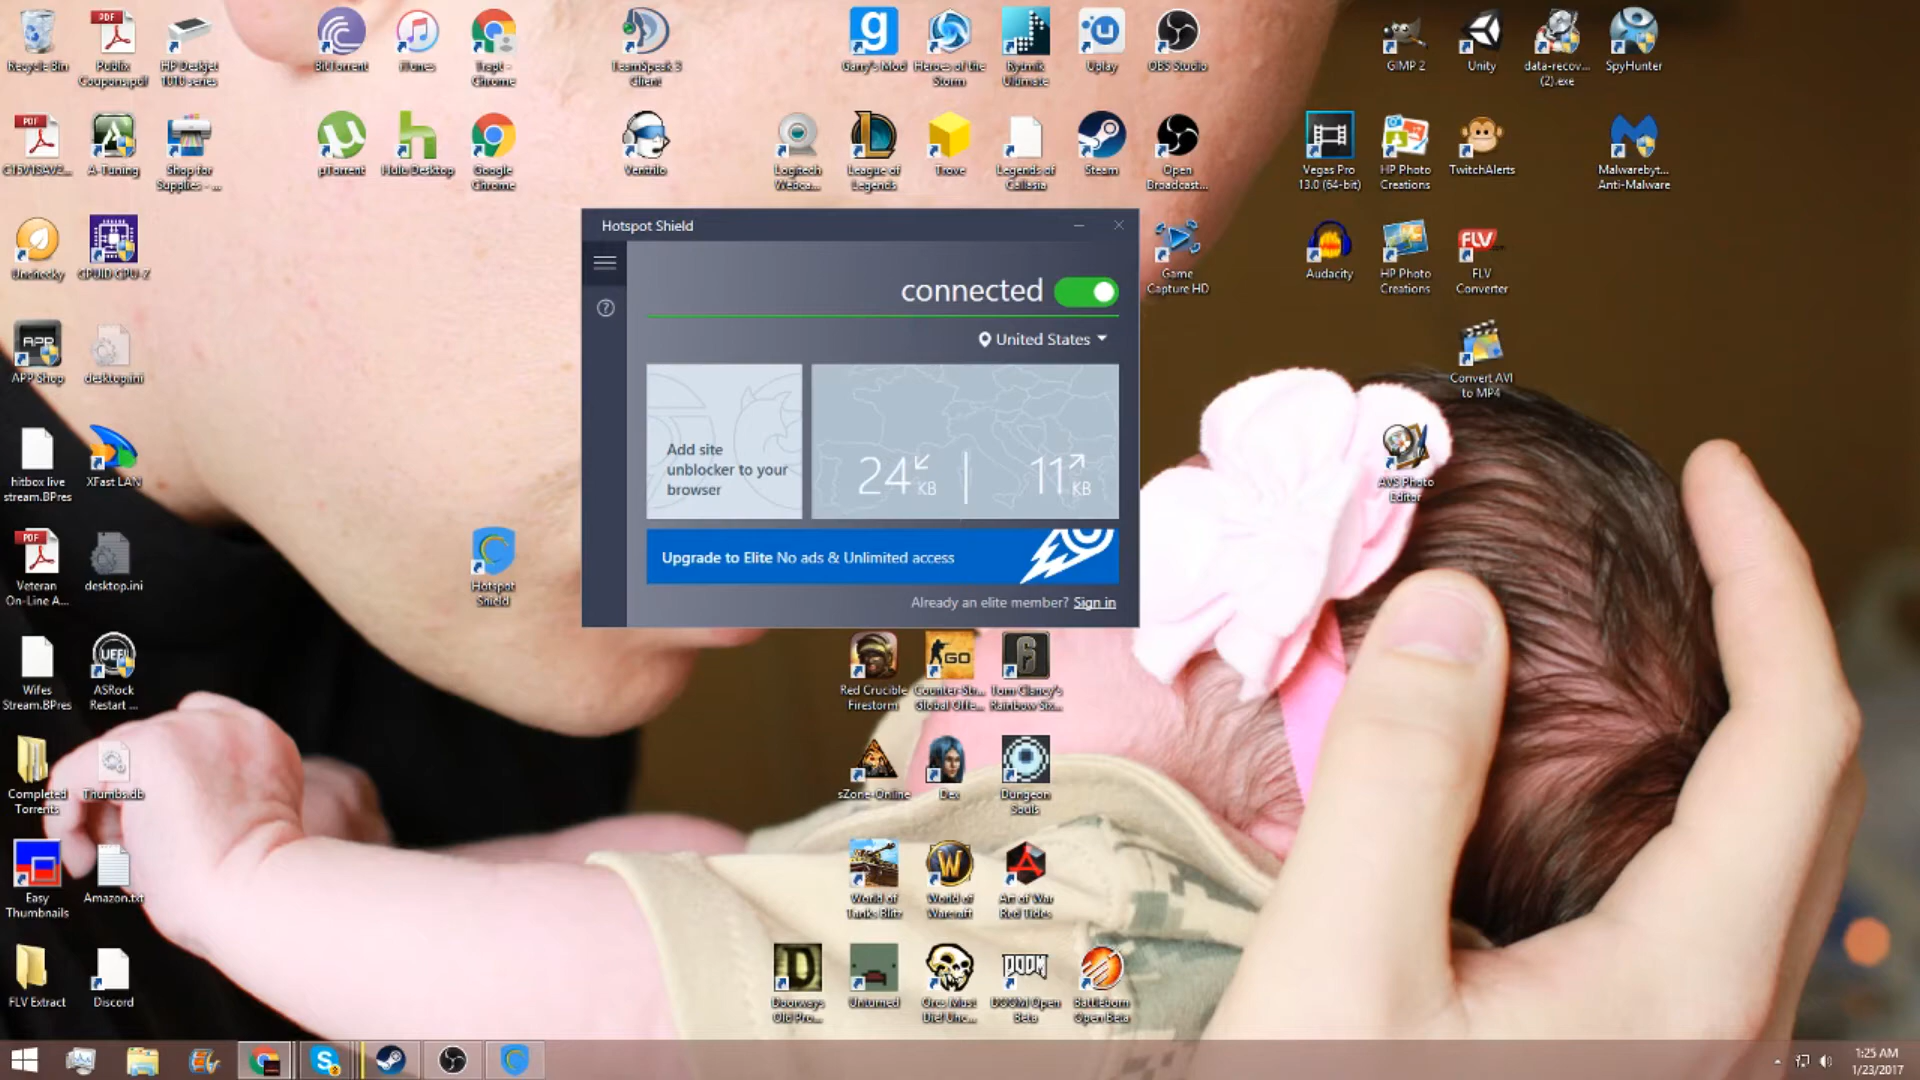 Recycle Bin
Publix
Coupons.pdf
HP Deskjet
1010 series
BitTorrent
iTunes
Chrome
TeamSpeak 3
Client
Garry's Mod
Heroes of the
Storm
Rytmik
Ultimate
Uplay
OBS Studio
GIMP 2
Unity
data-recov...
(2).exe
SpyHunter
A-Tuning
Shop for
Supplies - ...
µTorrent
Hulu Desktop
Google
Chrome
Ventrilo
Logitech
Webca...
League of
Legends
Trove
Legends of
Callasia
Steam
Open
Broadcast...
Vegas Pro
13.0 (64-bit)
HP Photo
Creations
TwitchAlerts
Malwarebyt...
Anti-Malware
Unchecky
CPUID CPU-Z
Game
Capture HD
Audacity
HP Photo
Creations
FLV
Converter
APP Shop
desktop.ini
Convert AVI
to MP4
hitbox live
stream.BPres
XFast LAN
AVS Photo
Editor
Veteran
On-Line A...
desktop.ini
Hotspot
Shield
Hotspot Shield
connected
United States
Add site
unblocker to your
browser
24 KB
11 KB
Upgrade to Elite No ads & Unlimited access
Already an elite member? Sign in
Wifes
Stream.BPres
ASRock
Restart ...
Red Crucible
Firestorm
Counter-Str...
Global Offe...
Tom Clancy's
Rainbow Six...
Completed
Torrents
Thumbs.db
sZone-Online
Dex
Dungeon
Souls
Easy
Thumbnails
Amazon.txt
World of
Tanks Blitz
World of
Warcraft
Art of War
Red Tides
FLV Extract
Discord
Doorways
Old Pro...
Unturned
Orcs Must
Die! Unc...
DOOM Open
Beta
Battleborn
Open Beta
1:25 AM
1/23/2017